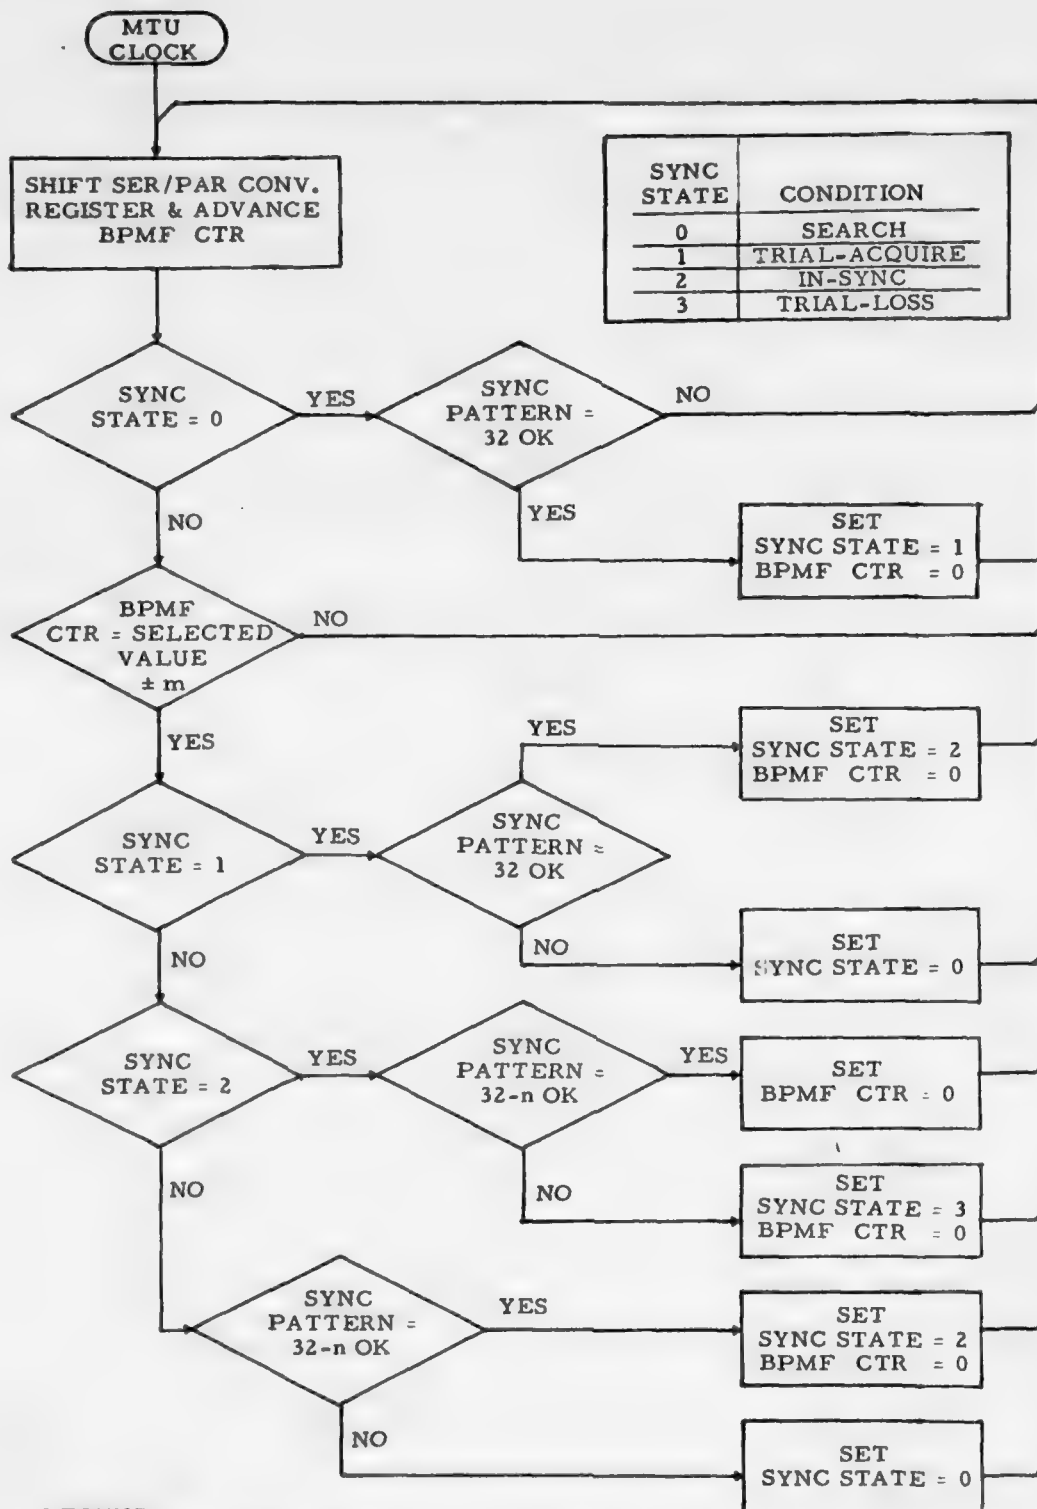 MTU
CLOCK
SHIFT SER/PAR CONV.
REGISTER & ADVANCE
BPMF CTR
SYNC
STATE
CONDITION
0 SEARCH
1 TRIAL-ACQUIRE
2 IN-SYNC
3 TRIAL-LOSS
SYNC
STATE = 0
YES
SYNC
PATTERN =
32 OK
NO
NO
YES
SET
SYNC STATE = 1
BPMF CTR = 0
BPMF
CTR = SELECTED
VALUE
± m
NO
YES
YES
SET
SYNC STATE = 2
BPMF CTR = 0
SYNC
STATE = 1
YES
SYNC
PATTERN =
32 OK
NO
NO
SET
SYNC STATE = 0
SYNC
STATE = 2
YES
SYNC
PATTERN =
32-n OK
YES
SET
BPMF CTR = 0
NO
NO
SET
SYNC STATE = 3
BPMF CTR = 0
SYNC
PATTERN =
32-n OK
YES
SET
SYNC STATE = 2
BPMF CTR = 0
NO
SET
SYNC STATE = 0